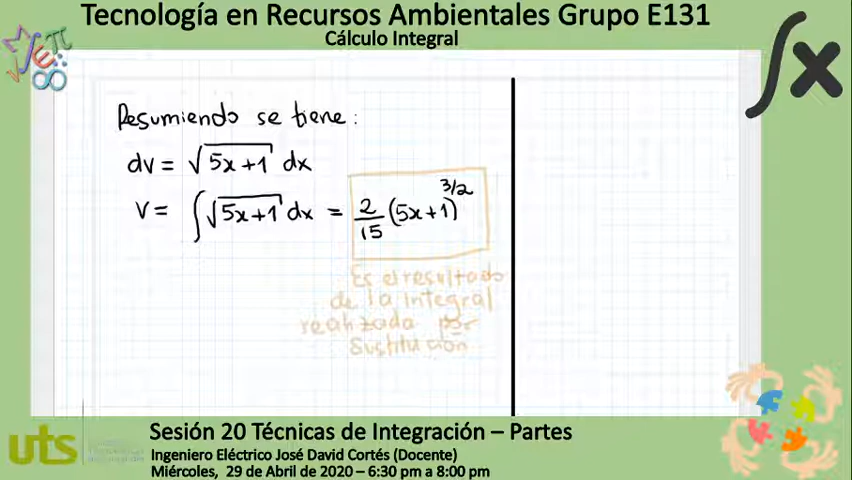 Tecnología en Recursos Ambientales Grupo E131
Cálculo Integral
∫x
Resumiendo se tiene:
dv = √(5x+1) dx
v = ∫√(5x+1) dx = 2/15 (5x+1)^3/2
Es el resultado
de la integral
realizada por
Sustitución
uts
Sesión 20 Técnicas de Integración – Partes
Ingeniero Eléctrico José David Cortés (Docente)
Miércoles, 29 de Abril de 2020 – 6:30 pm a 8:00 pm